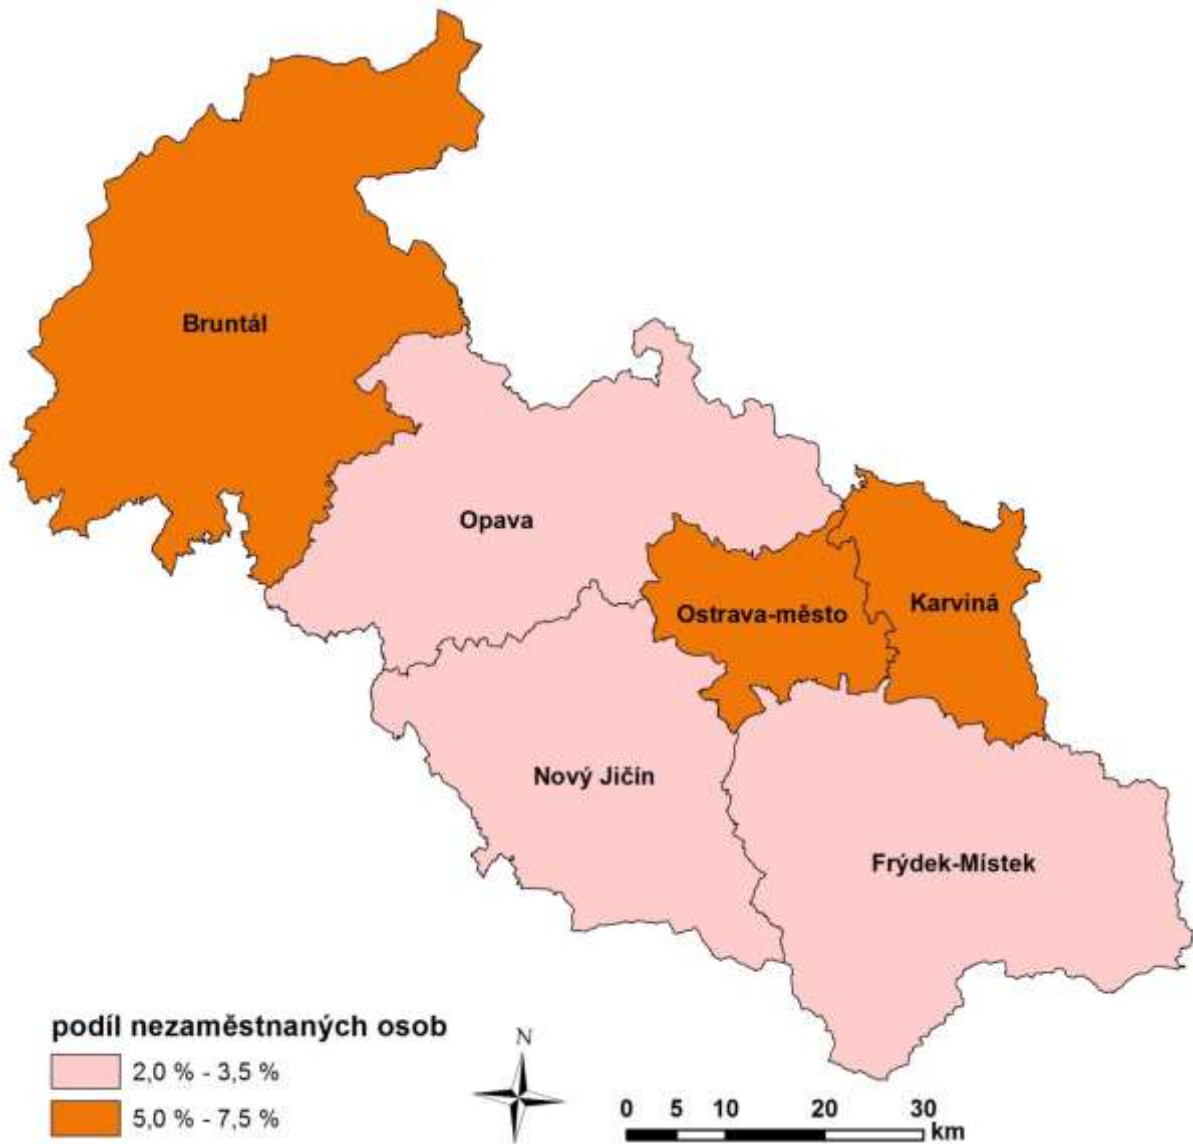 Bruntál
Opava
Ostrava-město
Karviná
Nový Jičín
Frýdek-Místek
podíl nezaměstnaných osob
2,0 % - 3,5 %
5,0 % - 7,5 %
N
0 5 10 20 30
km